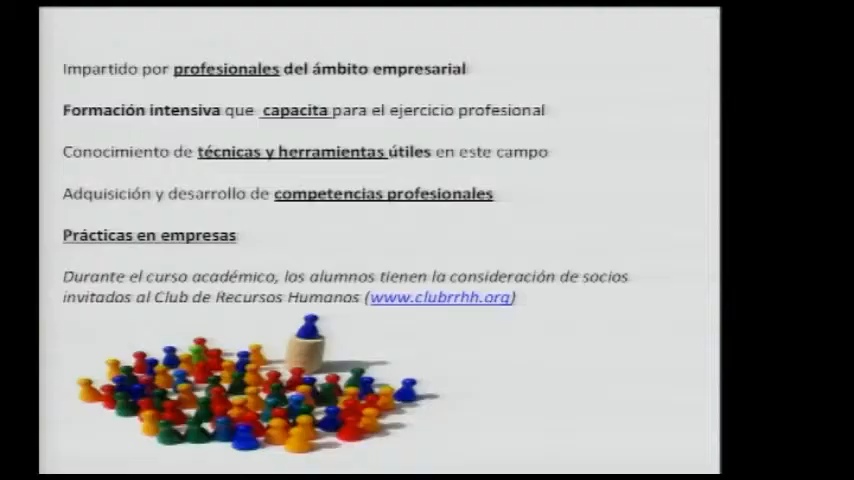 Impartido por profesionales del ámbito empresarial
Formación intensiva que capacita para el ejercicio profesional
Conocimiento de técnicas y herramientas útiles en este campo
Adquisición y desarrollo de competencias profesionales
Prácticas en empresas
Durante el curso académico, los alumnos tienen la consideración de socios
invitados al Club de Recursos Humanos (www.clubrrhh.org)